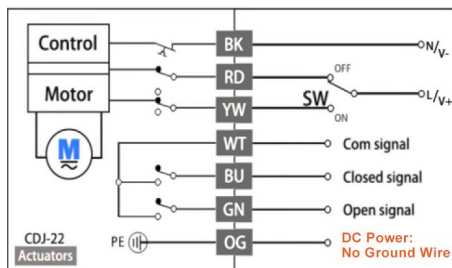 Control
Motor
M
CDJ-22
Actuators
BK
RD
YW
WT
BU
GN
PE
OG
N/V-
OFF
L/V+
SW
ON
Com signal
Closed signal
Open signal
DC Power:
No Ground Wire